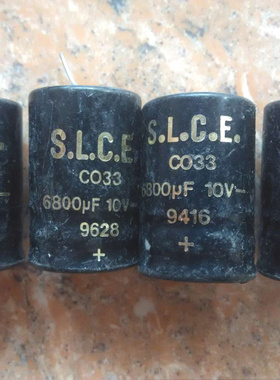 S.L.C.E
CO33
6800µF 10V-
9628
+
S.L.C.E.
CO33
6800µF 10V-
9416
+